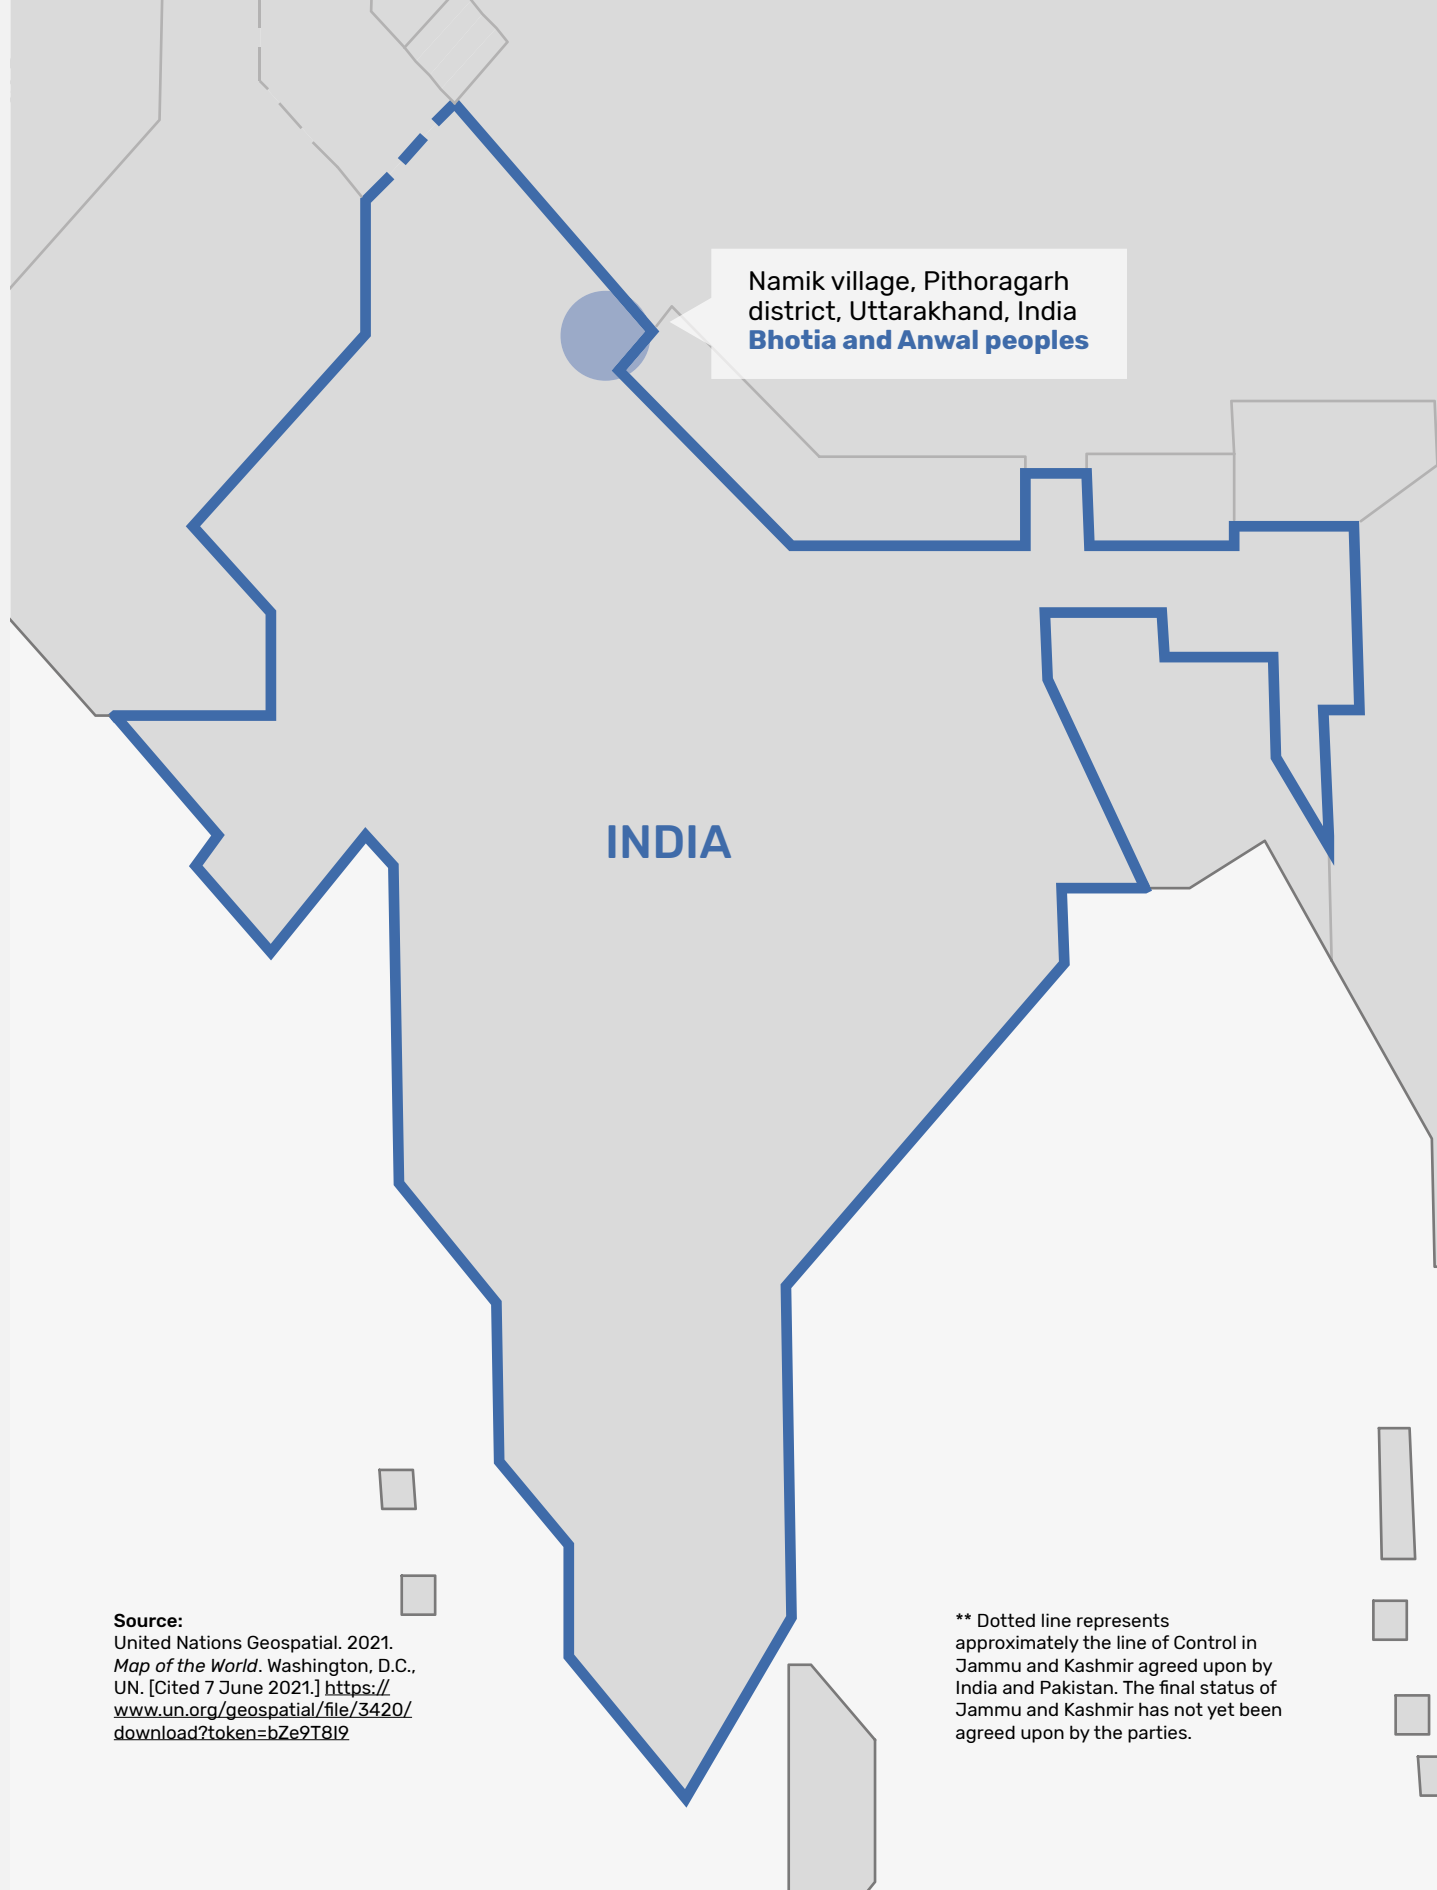 Namik village, Pithoragarh
district, Uttarakhand, India
Bhotia and Anwal peoples
INDIA
Source:
United Nations Geospatial. 2021.
Map of the World. Washington, D.C.,
UN. [Cited 7 June 2021.] https://
www.un.org/geospatial/file/3420/
download?token=bZe9T8I9
** Dotted line represents
approximately the line of Control in
Jammu and Kashmir agreed upon by
India and Pakistan. The final status of
Jammu and Kashmir has not yet been
agreed upon by the parties.